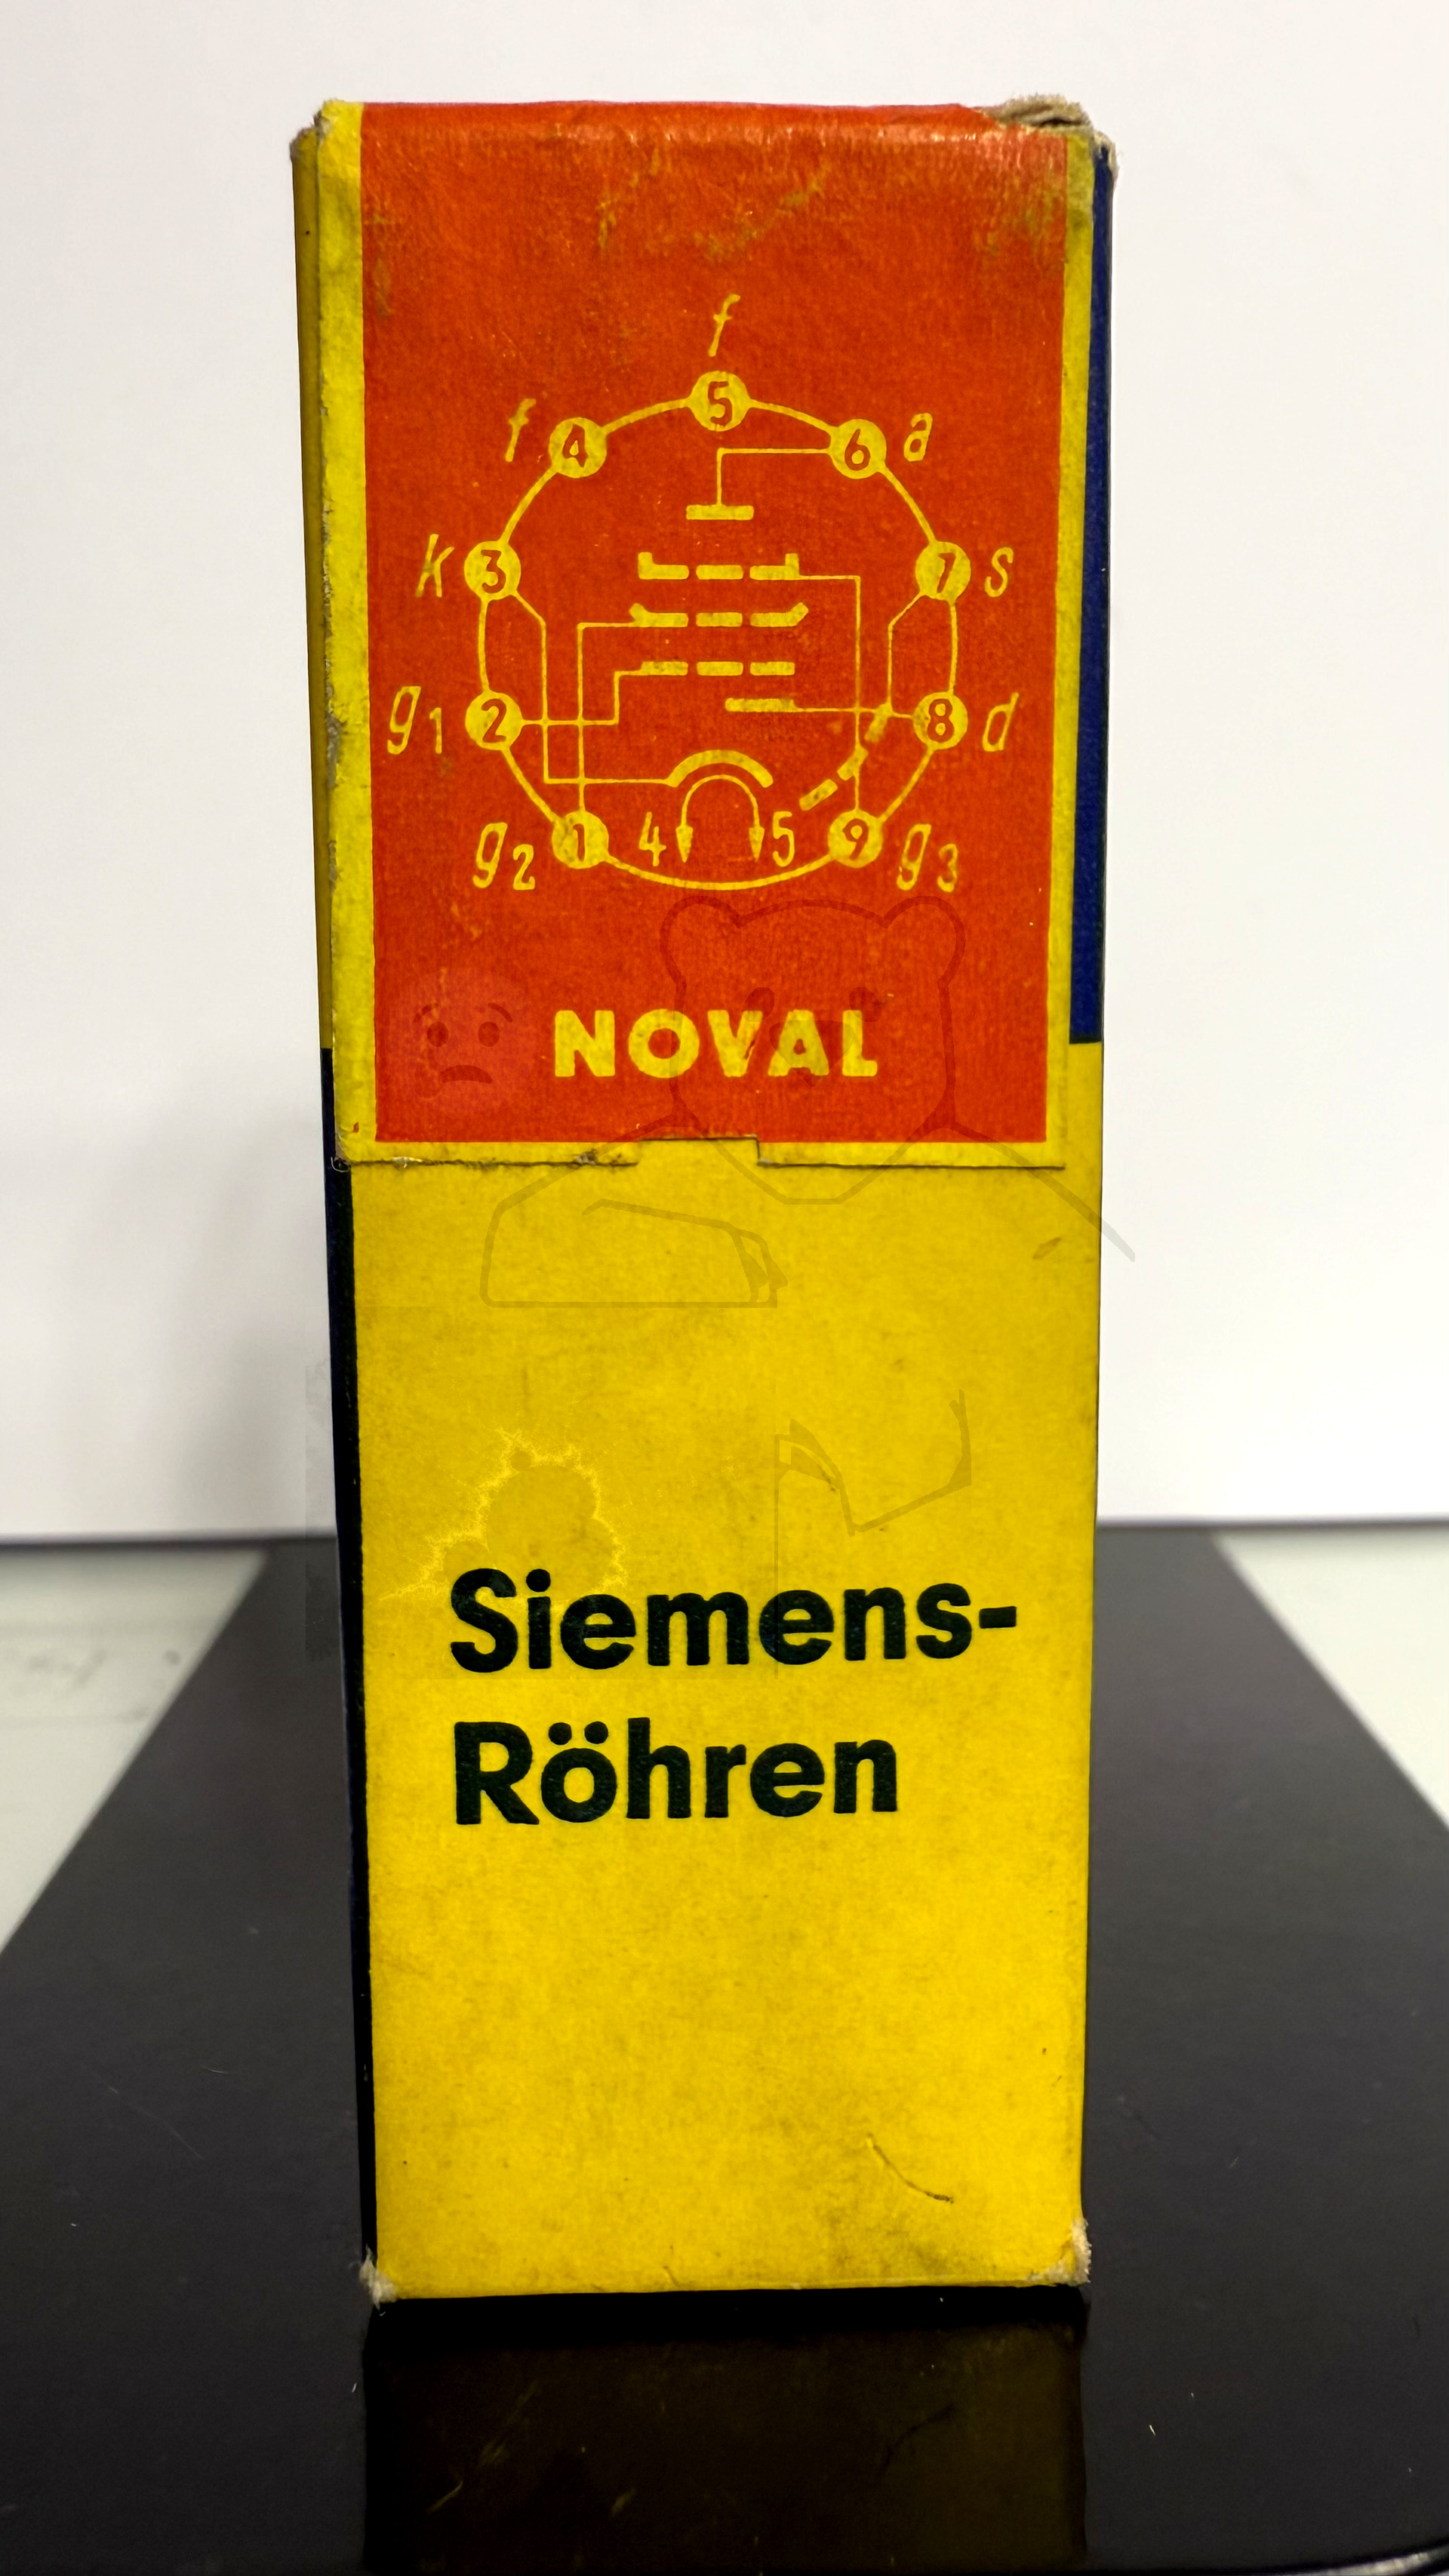 f
f 4 5 6 a
k 3 7 s
g1 2 8 d
g2 1 4 5 9 g3
NOVAL
Siemens-
Röhren